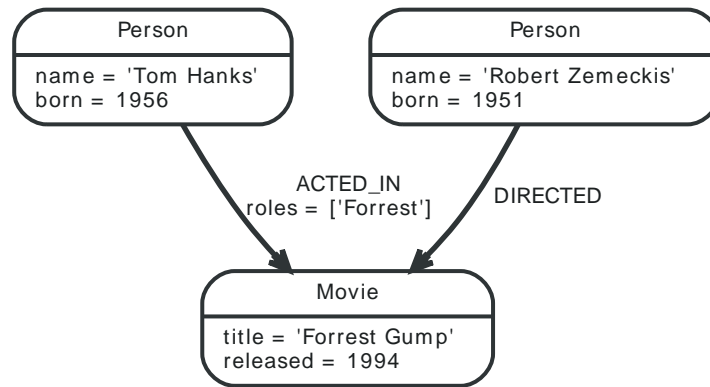 Person
name = 'Tom Hanks'
born = 1956
Person
name = 'Robert Zemeckis'
born = 1951
ACTED_IN
roles = ['Forrest']
DIRECTED
Movie
title = 'Forrest Gump'
released = 1994